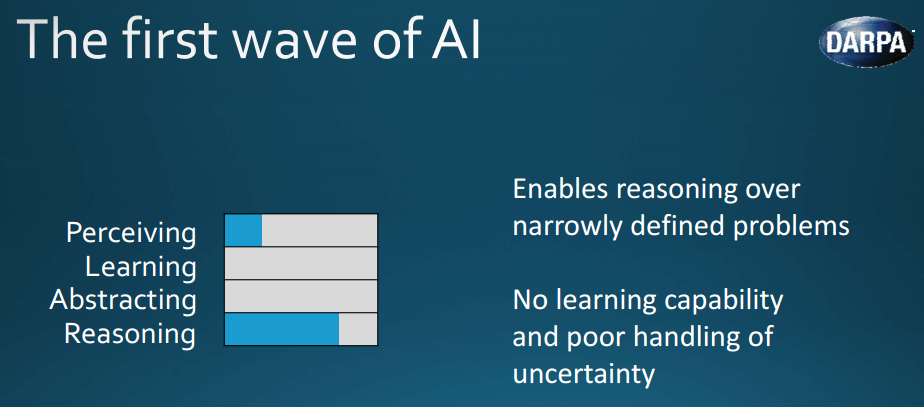 The first wave of AI
DARPA
Perceiving
Learning
Abstracting
Reasoning
Enables reasoning over
narrowly defined problems
No learning capability
and poor handling of
uncertainty